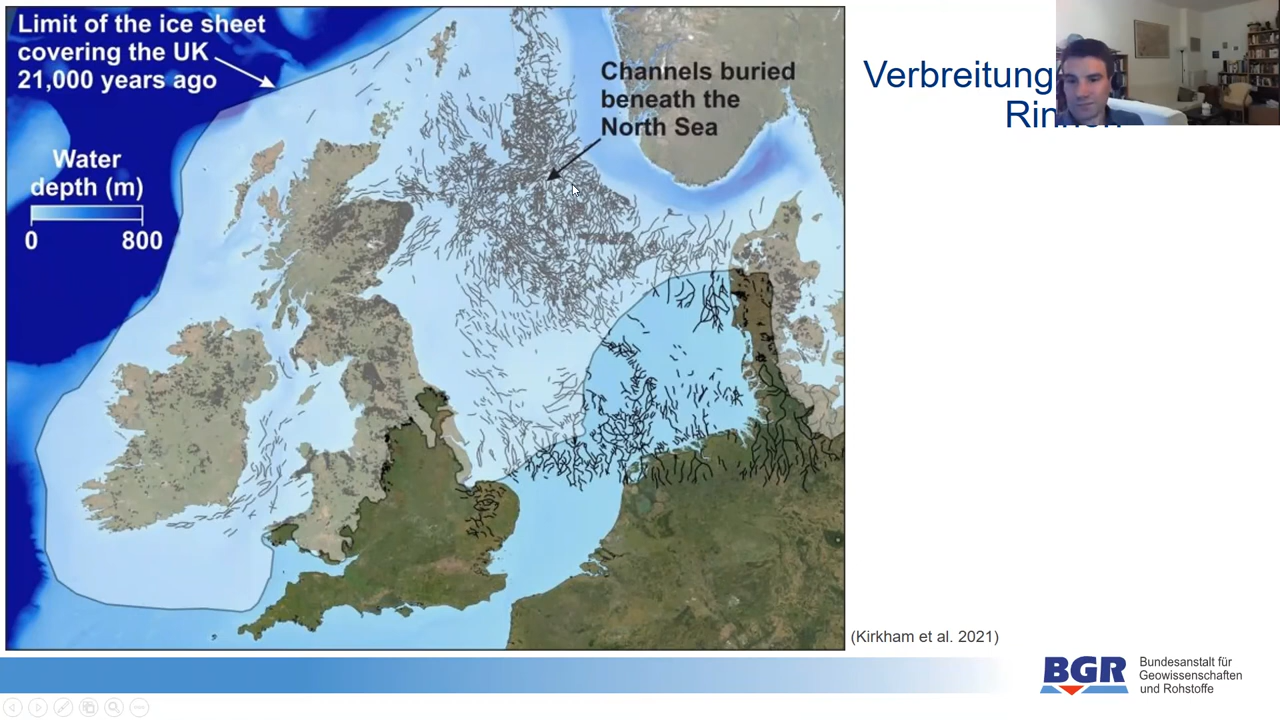 Limit of the ice sheet
covering the UK
21,000 years ago
Water
depth (m)
0 800
Channels buried
beneath the
North Sea
Verbreitung
(Kirkham et al. 2021)
BGR
Bundesanstalt für
Geowissenschaften
und Rohstoffe